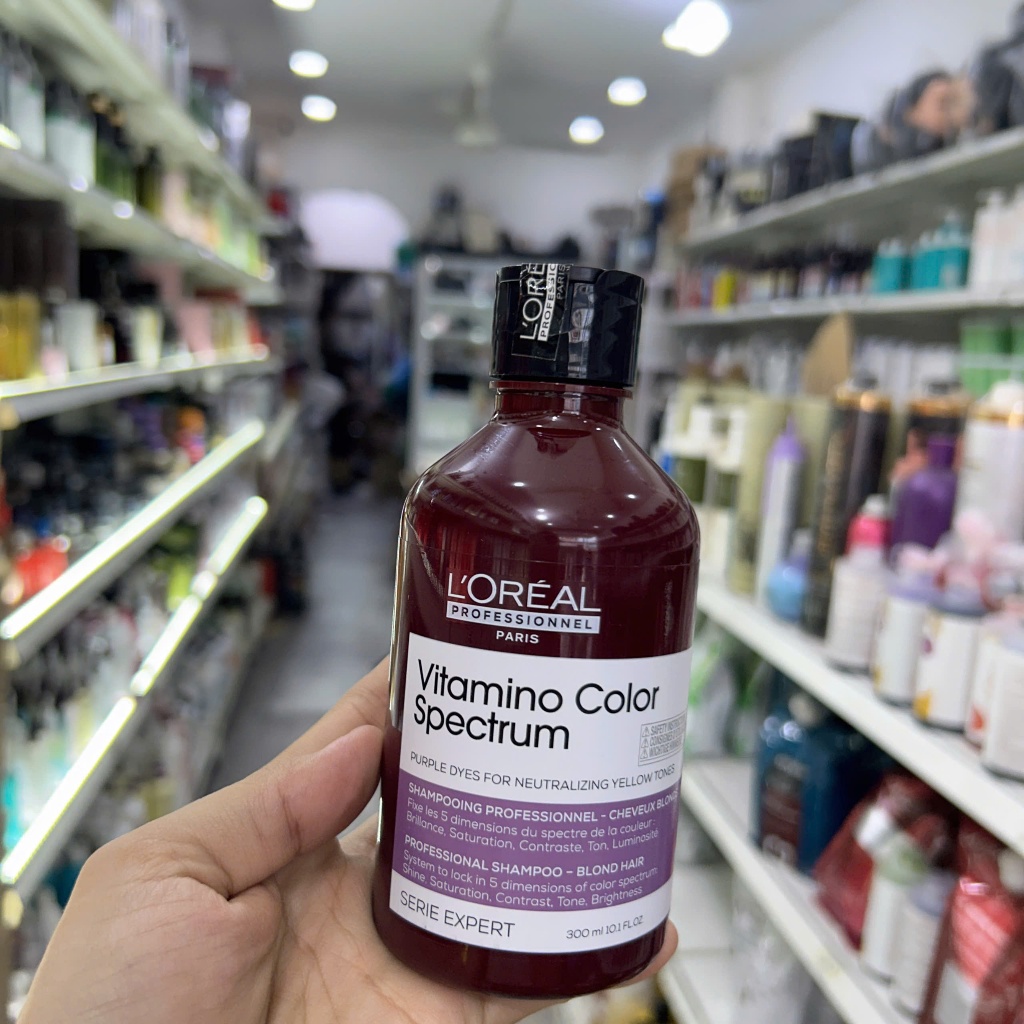 L'ORÉ
PROFESSIO
PARIS
L'ORÉAL
PROFESSIONNEL
PARIS
Vitamino Color
Spectrum
PURPLE DYES FOR NEUTRALIZING YELLOW TONES
SHAMPOOING PROFESSIONNEL - CHEVEUX BLONDS
Fixe les 5 dimensions du spectre de la couleur :
Brillance, Saturation, Contraste, Ton, Luminosité
PROFESSIONAL SHAMPOO - BLOND HAIR
System to lock in 5 dimensions of color spectrum:
Shine, Saturation, Contrast, Tone, Brightness
SERIE EXPERT
300 ml 10.1 FL.OZ.